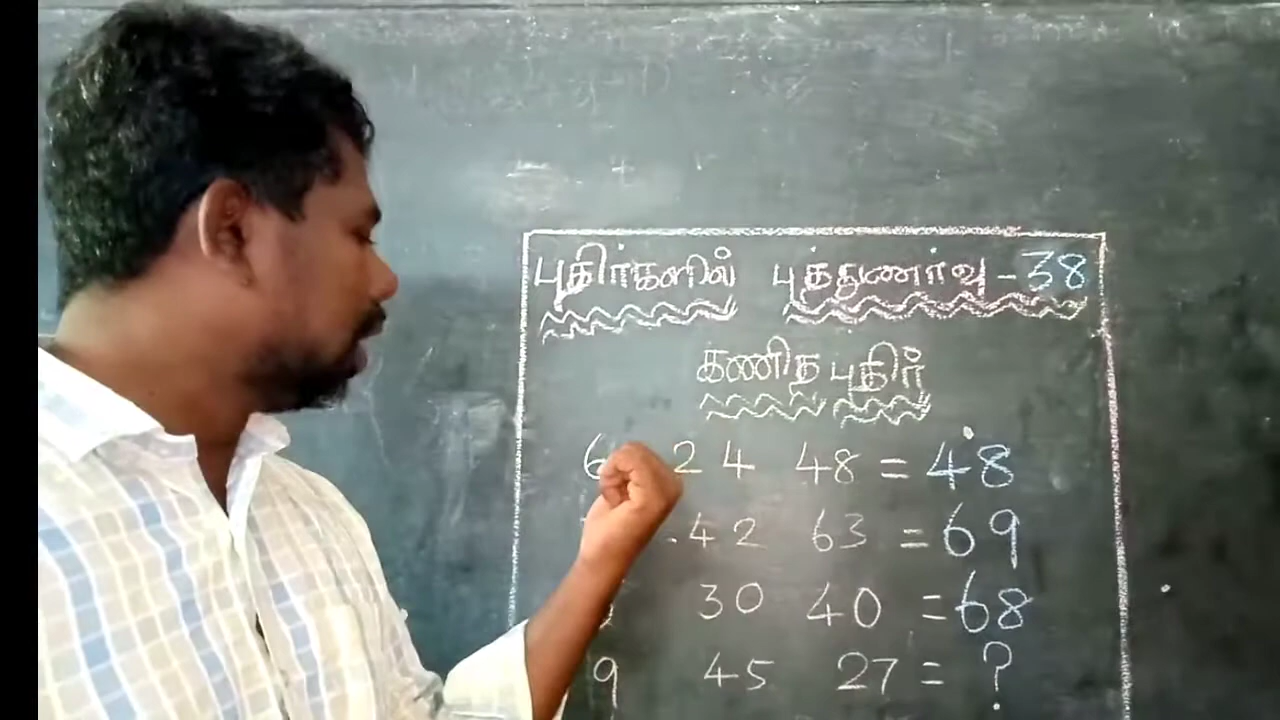 புதிர்களில் புத்துணர்வு - 38
கணித புதிர்
6 24 48 = 48
42 63 = 69
30 40 = 68
9 45 27 = ?